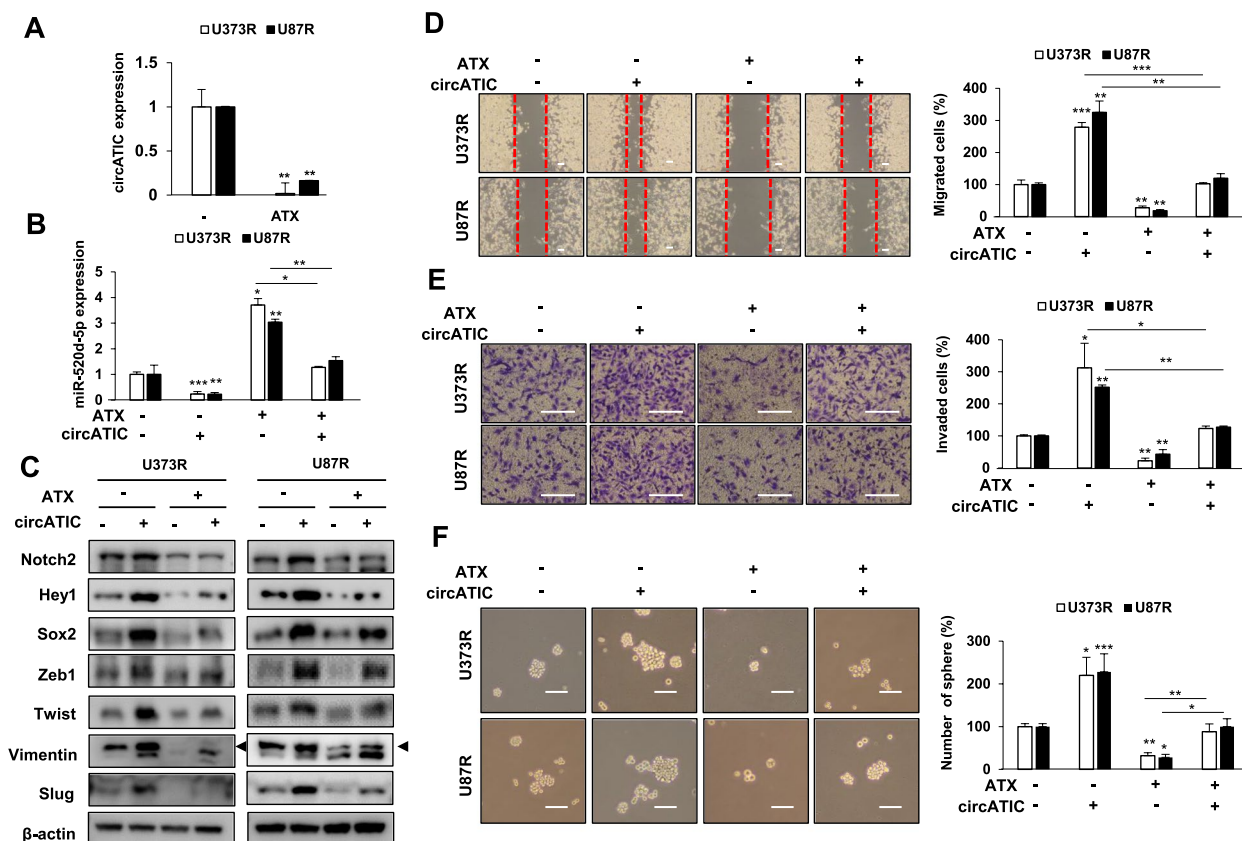 A
U373R U87R
circATIC expression
1.5
1
0.5
0
** **
- ATX
B
U373R U87R
miR-520d-5p expression
5
4
3
2
1
0
*** ** * ** * **
ATX - - + +
circATIC - + - +
C
U373R U87R
ATX - + - +
circATIC - + - + - + - +
Notch2
Hey1
Sox2
Zeb1
Twist
Vimentin
Slug
β-actin
D
ATX - - + +
circATIC - + - +
U373R
U87R
U373R U87R
Migrated cells (%)
400
300
200
100
0
*** ** ** ** *** **
ATX - - + +
circATIC - + - +
E
ATX - - + +
circATIC - + - +
U373R
U87R
U373R U87R
Invaded cells (%)
400
300
200
100
0
* ** ** ** * **
ATX - - + +
circATIC - + - +
F
ATX - - + +
circATIC - + - +
U373R
U87R
U373R U87R
Number of sphere (%)
300
200
100
0
* *** ** * ** *
ATX - - + +
circATIC - + - +